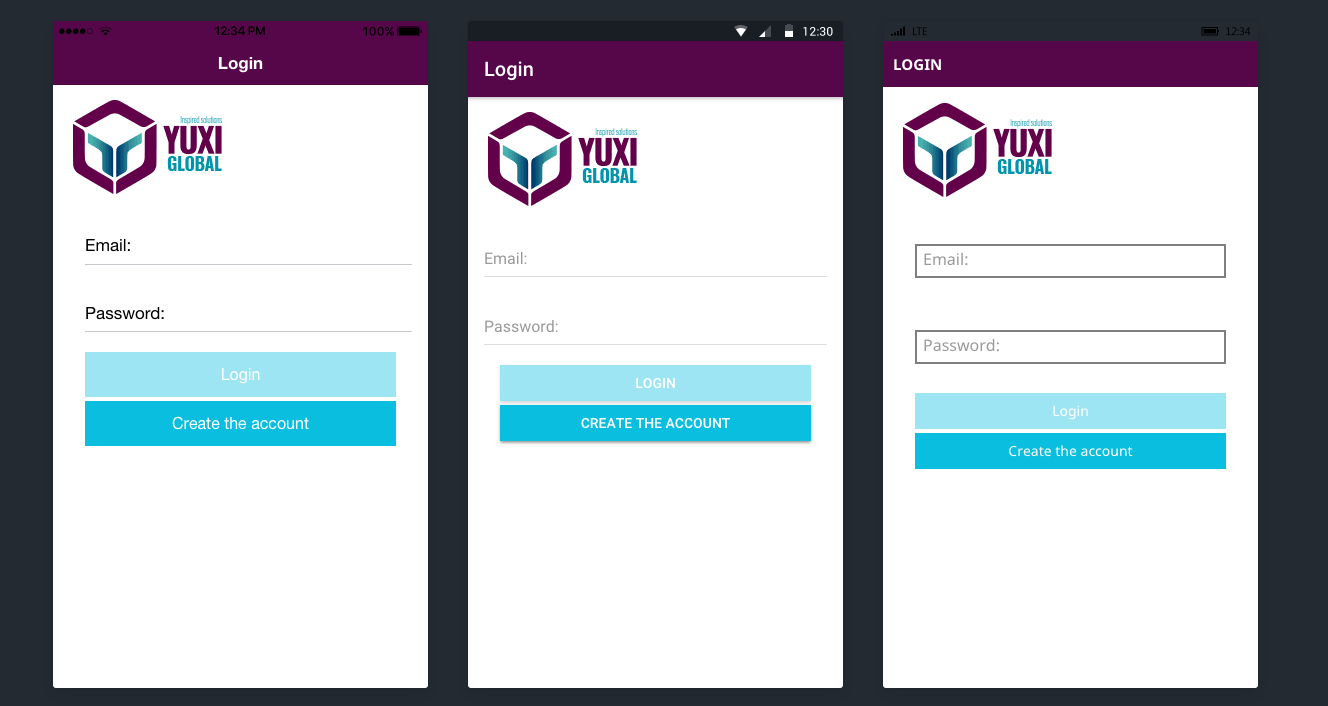 12:34 PM 100%
Login
Inspired solutions
YUXI
GLOBAL
Email:
Password:
Login
Create the account
12:30
Login
Inspired solutions
YUXI
GLOBAL
Email:
Password:
LOGIN
CREATE THE ACCOUNT
LTE 12:34
LOGIN
Inspired solutions
YUXI
GLOBAL
Email:
Password:
Login
Create the account